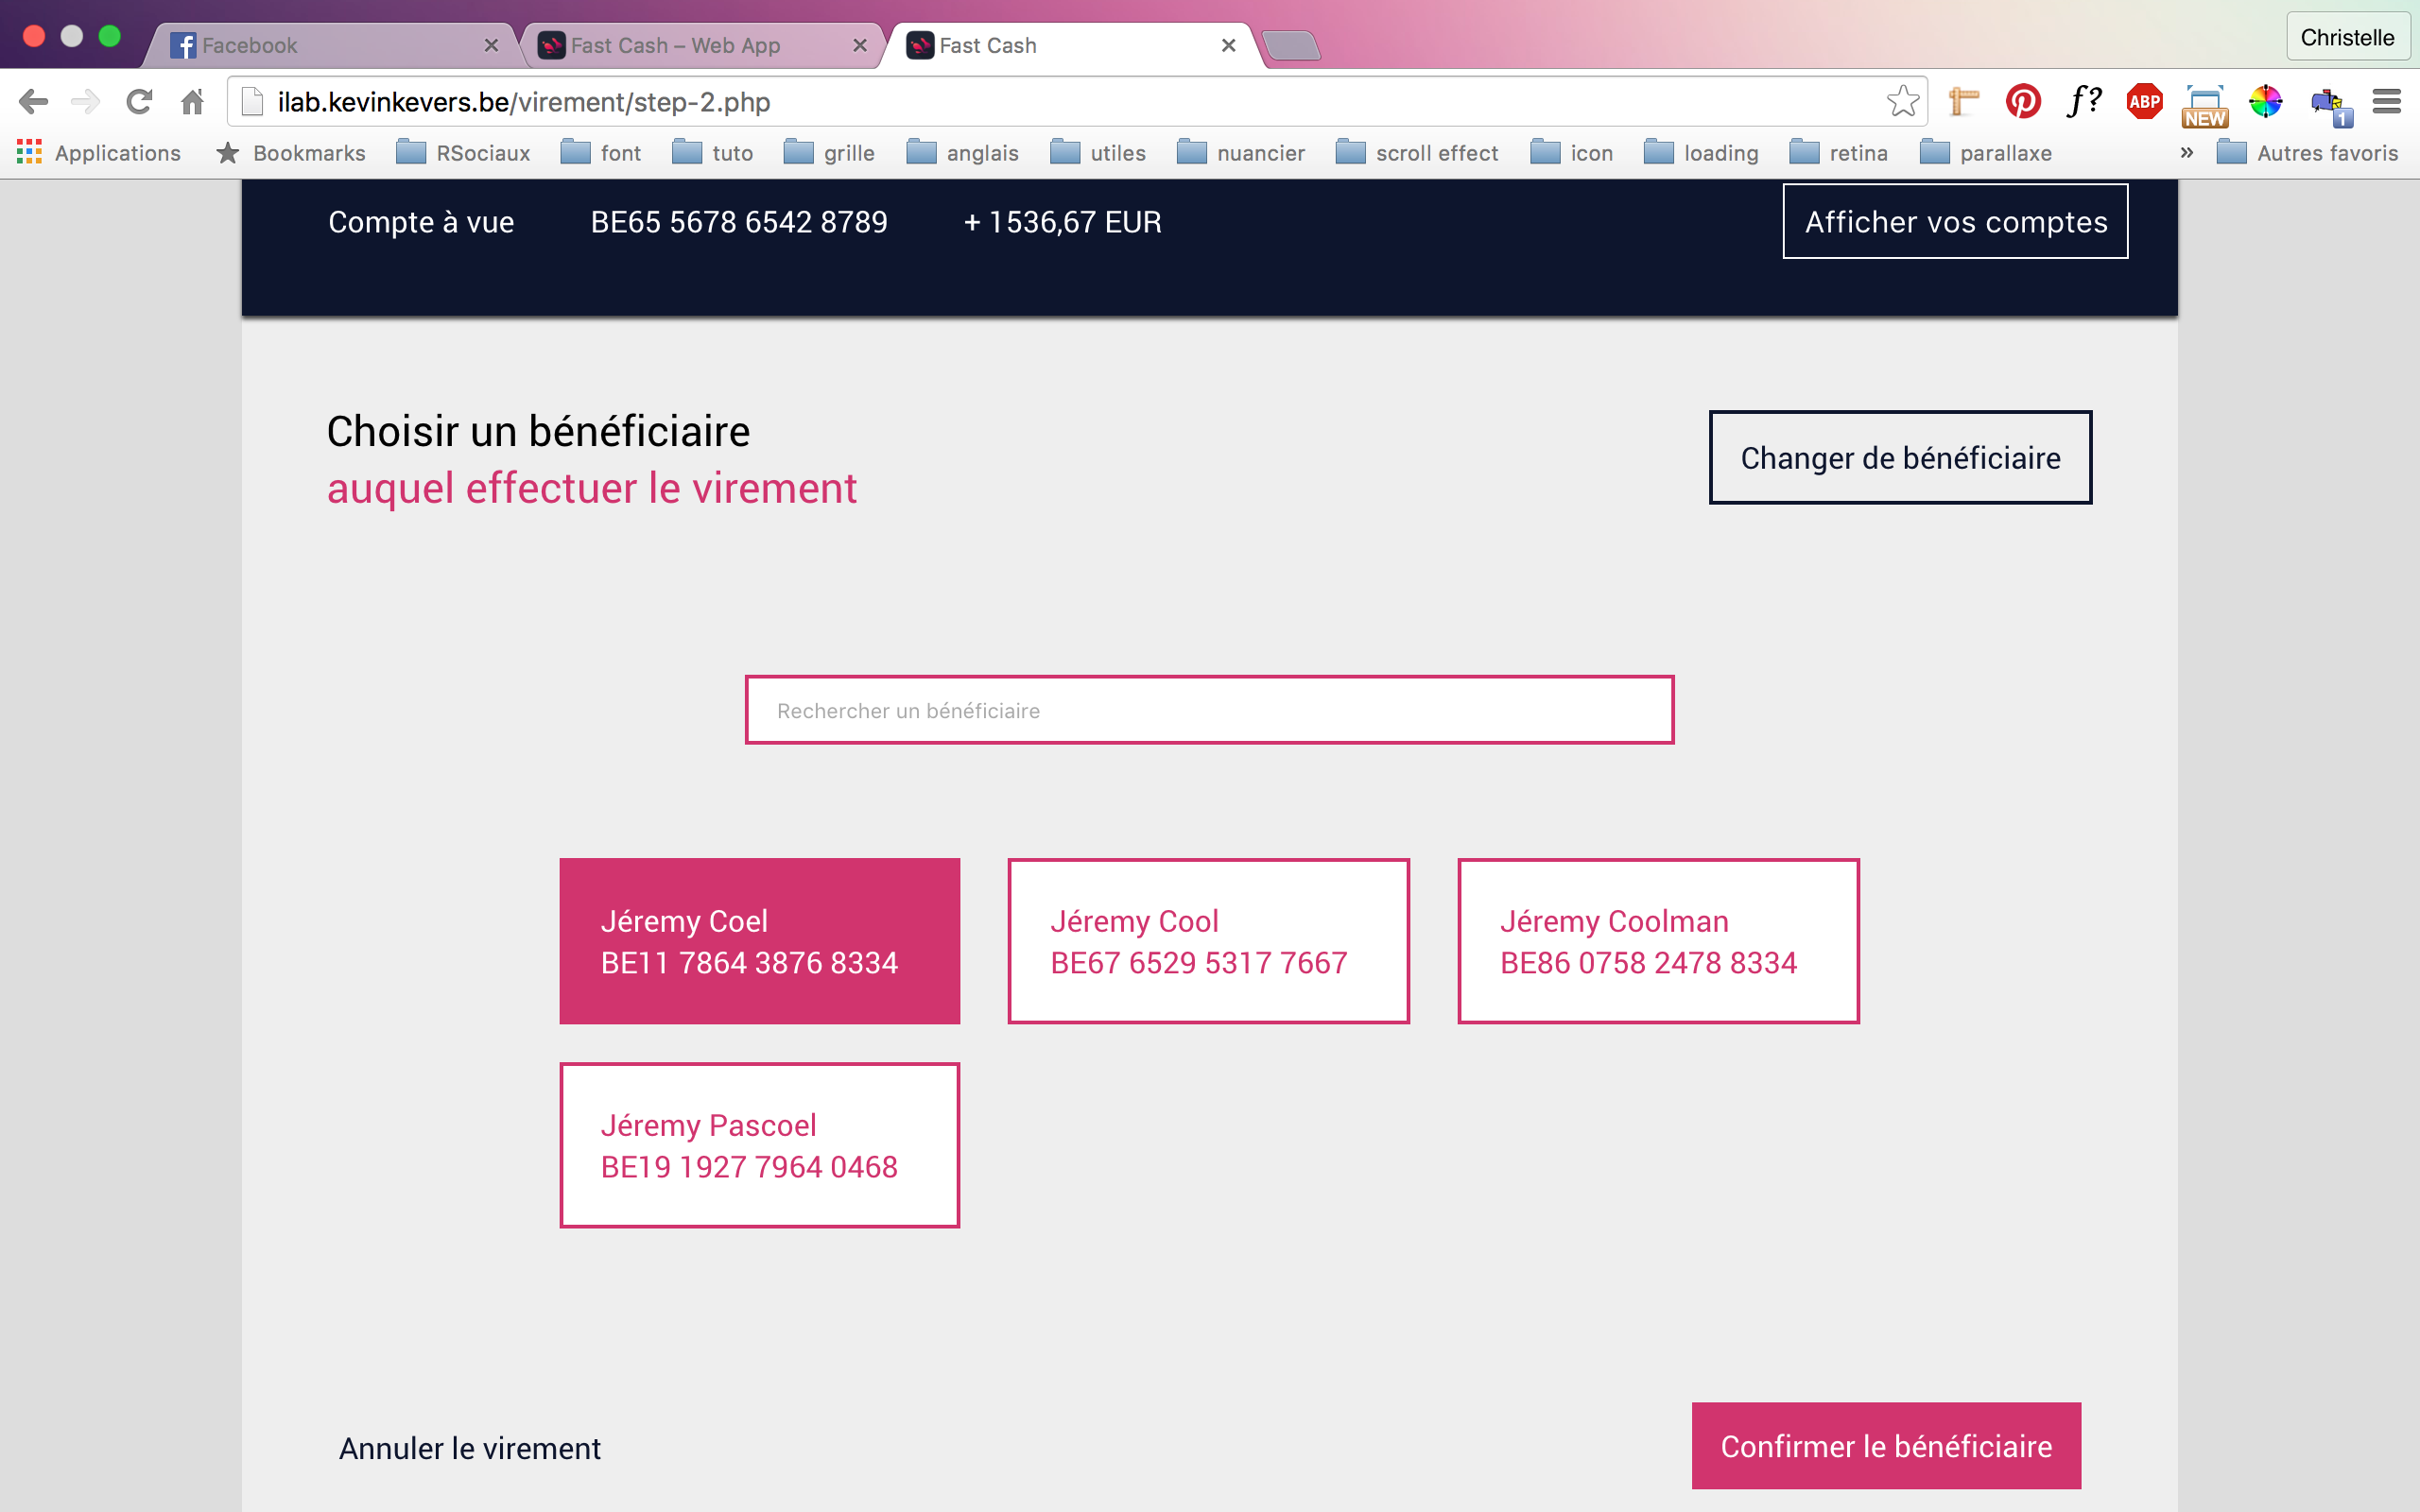 Facebook
Fast Cash – Web App
Fast Cash
Christelle
ilab.kevinkevers.be/virement/step-2.php
f?
ABP
NEW
1
Applications
Bookmarks
RSociaux
font
tuto
grille
anglais
utiles
nuancier
scroll effect
icon
loading
retina
parallaxe
»
Autres favoris
Compte à vue
BE65 5678 6542 8789
+ 1536,67 EUR
Afficher vos comptes
Choisir un bénéficiaire
auquel effectuer le virement
Changer de bénéficiaire
Rechercher un bénéficiaire
Jéremy Coel
BE11 7864 3876 8334
Jéremy Cool
BE67 6529 5317 7667
Jéremy Coolman
BE86 0758 2478 8334
Jéremy Pascoel
BE19 1927 7964 0468
Annuler le virement
Confirmer le bénéficiaire